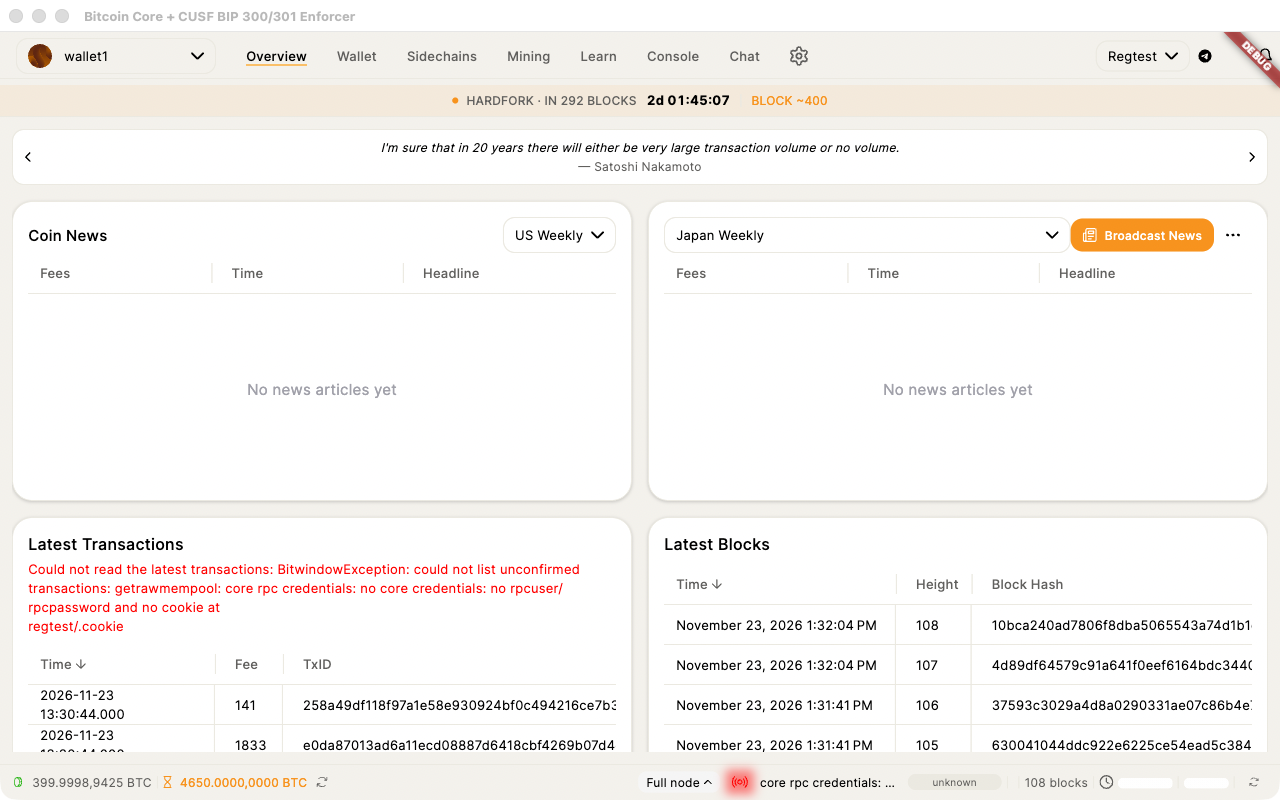 Bitcoin Core + CUSF BIP 300/301 Enforcer
wallet1
Overview
Wallet
Sidechains
Mining
Learn
Console
Chat
Regtest
DEBUG
HARDFORK · IN 292 BLOCKS 2d 01:45:07 BLOCK ~400
I'm sure that in 20 years there will either be very large transaction volume or no volume.
— Satoshi Nakamoto
Coin News
US Weekly
Fees Time Headline
No news articles yet
Japan Weekly
Broadcast News
Fees Time Headline
No news articles yet
Latest Transactions
Could not read the latest transactions: BitwindowException: could not list unconfirmed
transactions: getrawmempool: core rpc credentials: no core credentials: no rpcuser/
rpcpassword and no cookie at
regtest/.cookie
Time Fee TxID
2026-11-23
13:30:44.000
141
258a49df118f97a1e58e930924bf0c494216ce7b3
2026-11-23
1833
e0da87013ad6a11ecd08887d6418cbf4269b07d4
Latest Blocks
Time Height Block Hash
November 23, 2026 1:32:04 PM 108 10bca240ad7806f8dba5065543a74d1b1
November 23, 2026 1:32:04 PM 107 4d89df64579c91a641f0eef6164bdc3440
November 23, 2026 1:31:41 PM 106 37593c3029a4d8a0290331ae07c86b4e
November 23, 2026 1:31:41 PM 105 630041044ddc922e6225ce54ead5c384
399.9998,9425 BTC
4650.0000,0000 BTC
Full node
core rpc credentials: ...
unknown
108 blocks